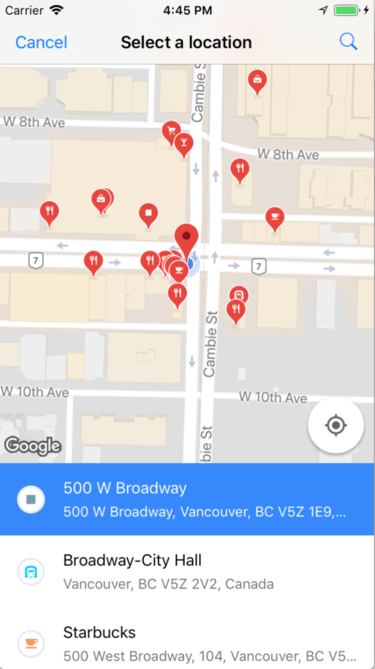 Carrier 4:45 PM
Cancel Select a location
Cambie S
W 8th Ave
W 8th Ave
7
7
Cambie St
W 10th Ave
W 10th Ave
bie St
Google
500 W Broadway
500 W Broadway, Vancouver, BC V5Z 1E9,...
Broadway-City Hall
Vancouver, BC V5Z 2V2, Canada
Starbucks
500 West Broadway, 104, Vancouver, BC V5...